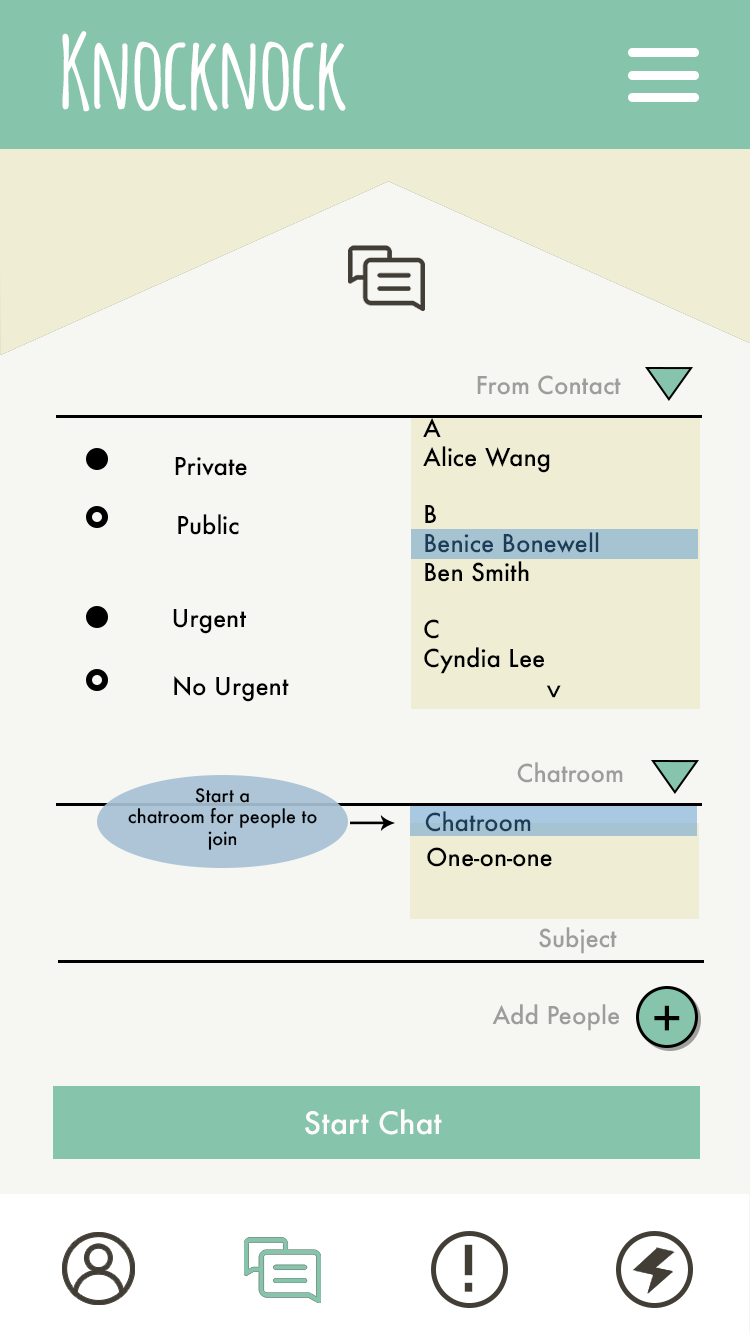 Knocknock
From Contact
A
Alice Wang
Private
B
Public
Benice Bonewell
Ben Smith
Urgent
C
Cyndia Lee
No Urgent
v
Chatroom
Start a
chatroom for people to
join
Chatroom
One-on-one
Subject
Add People
+
Start Chat
!